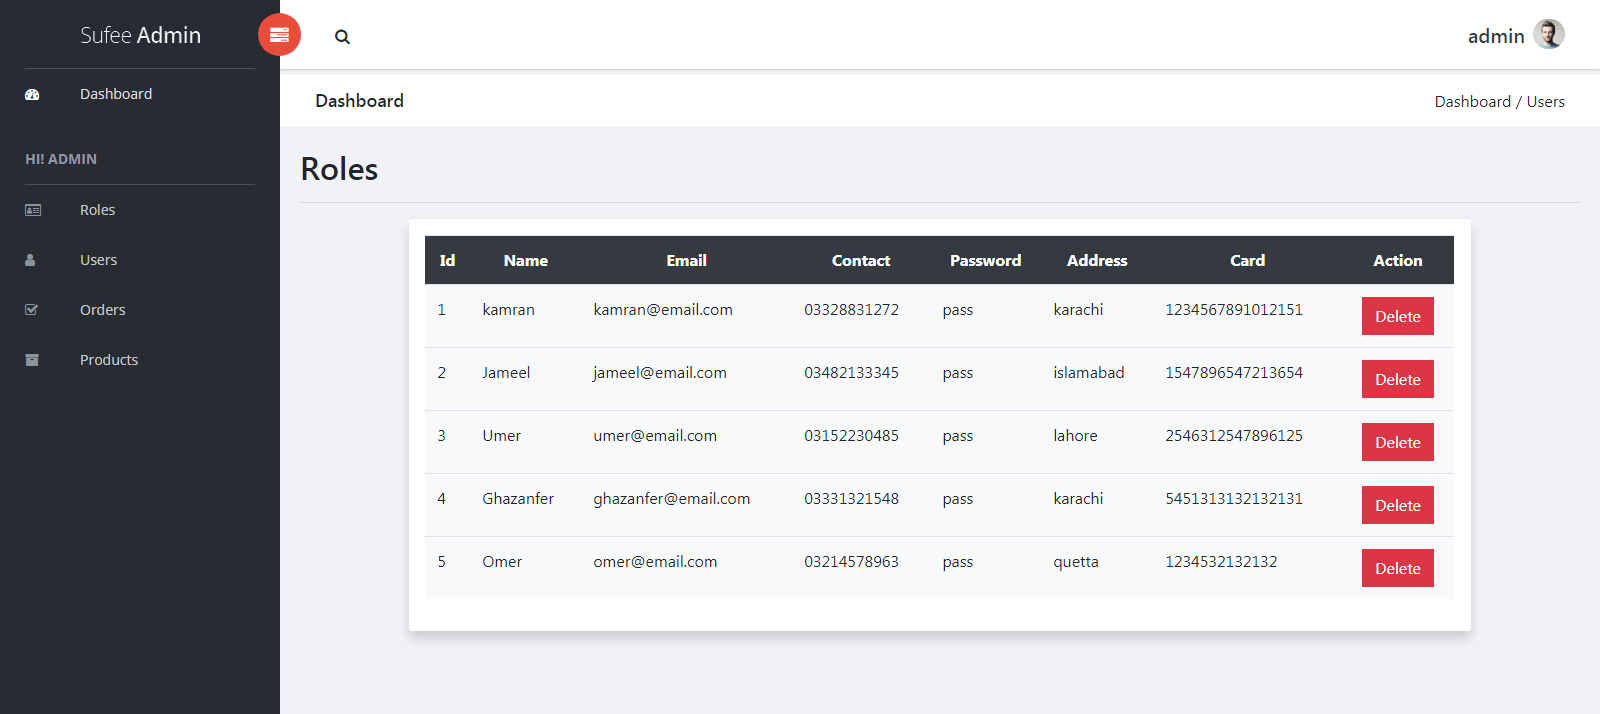 Sufee Admin
admin
Dashboard
Dashboard
Dashboard / Users
HI! ADMIN
Roles
Users
Orders
Products
Roles
Id Name Email Contact Password Address Card Action
1 kamran kamran@email.com 03328831272 pass karachi 1234567891012151 Delete
2 Jameel jameel@email.com 03482133345 pass islamabad 1547896547213654 Delete
3 Umer umer@email.com 03152230485 pass lahore 2546312547896125 Delete
4 Ghazanfer ghazanfer@email.com 03331321548 pass karachi 5451313132132131 Delete
5 Omer omer@email.com 03214578963 pass quetta 1234532132132 Delete